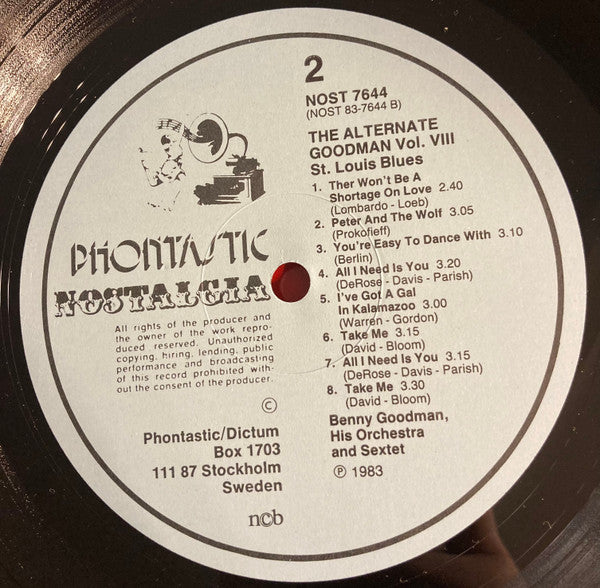 2
NOST 7644
(NOST 83-7644 B)
THE ALTERNATE
GOODMAN Vol. VIII
St. Louis Blues
1. Ther Won't Be A
Shortage On Love 2.40
(Lombardo - Loeb)
2. Peter And The Wolf 3.05
(Prokofieff)
3. You're Easy To Dance With 3.10
(Berlin)
4. All I Need Is You 3.20
(DeRose - Davis - Parish)
5. I've Got A Gal
In Kalamazoo 3.00
(Warren - Gordon)
6. Take Me 3.15
(David - Bloom)
7. All I Need Is You 3.15
(DeRose - Davis - Parish)
8. Take Me 3.30
(David - Bloom)
Benny Goodman,
His Orchestra
and Sextet
℗ 1983
PHONTASTIC
NOSTALGIA
All rights of the producer and
the owner of the work repro-
duced reserved. Unauthorized
copying, hiring, lending, public
performance and broadcasting
of this record prohibited with-
out the consent of the producer.
©
Phontastic/Dictum
Box 1703
111 87 Stockholm
Sweden
ncb